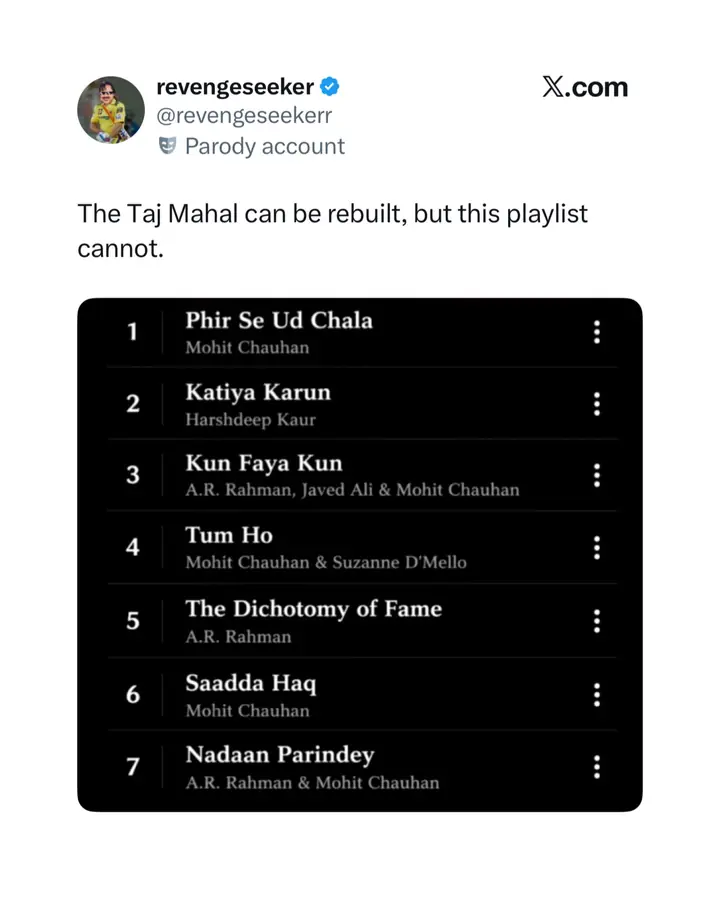 revengeseeker
X.com
@revengeseekerr
Parody account
The Taj Mahal can be rebuilt, but this playlist
cannot.
1
Phir Se Ud Chala
Mohit Chauhan
2
Katiya Karun
Harshdeep Kaur
3
Kun Faya Kun
A.R. Rahman, Javed Ali & Mohit Chauhan
4
Tum Ho
Mohit Chauhan & Suzanne D'Mello
5
The Dichotomy of Fame
A.R. Rahman
6
Saadda Haq
Mohit Chauhan
7
Nadaan Parindey
A.R. Rahman & Mohit Chauhan